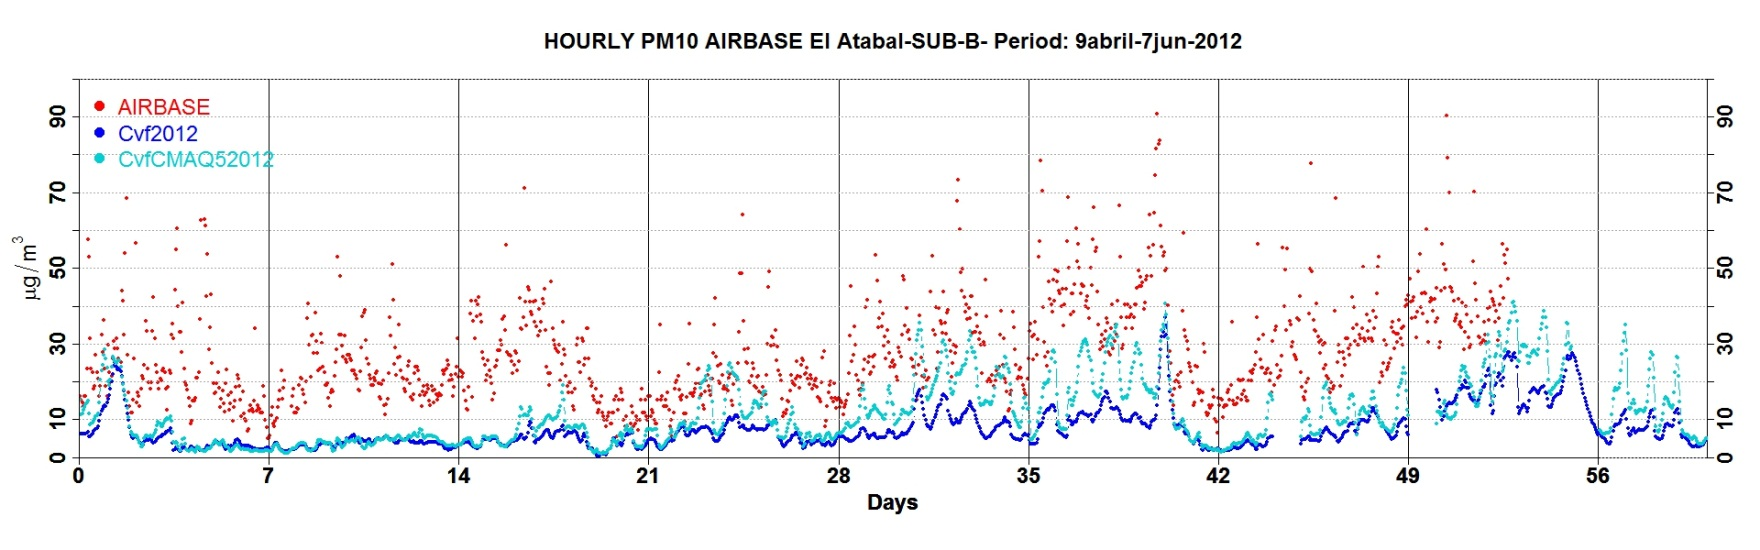 HOURLY PM10 AIRBASE El Atabal-SUB-B- Period: 9abril-7jun-2012
AIRBASE
Cvf2012
CvfCMAQ52012
µg/m³
90
70
50
30
10
0
90
70
50
30
10
0
0 7 14 21 28 35 42 49 56
Days